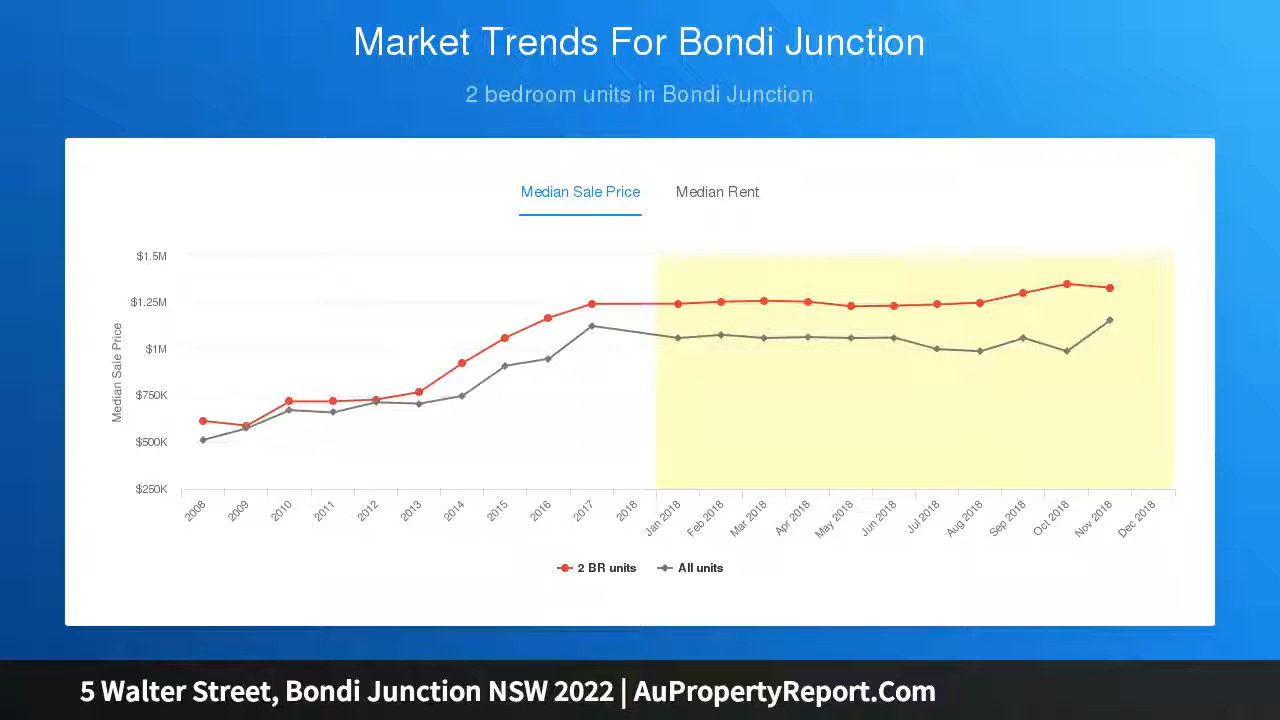 Market Trends For Bondi Junction
2 bedroom units in Bondi Junction
Median Sale Price Median Rent
$1.5M
$1.25M
$1M
$750K
$500K
$250K
Median Sale Price
2008 2009 2010 2011 2012 2013 2014 2015 2016 2017 2018 Jan 2018 Feb 2018 Mar 2018 Apr 2018 May 2018 Jun 2018 Jul 2018 Aug 2018 Sep 2018 Oct 2018 Nov 2018 Dec 2018
2 BR units All units
5 Walter Street, Bondi Junction NSW 2022 | AuPropertyReport.Com